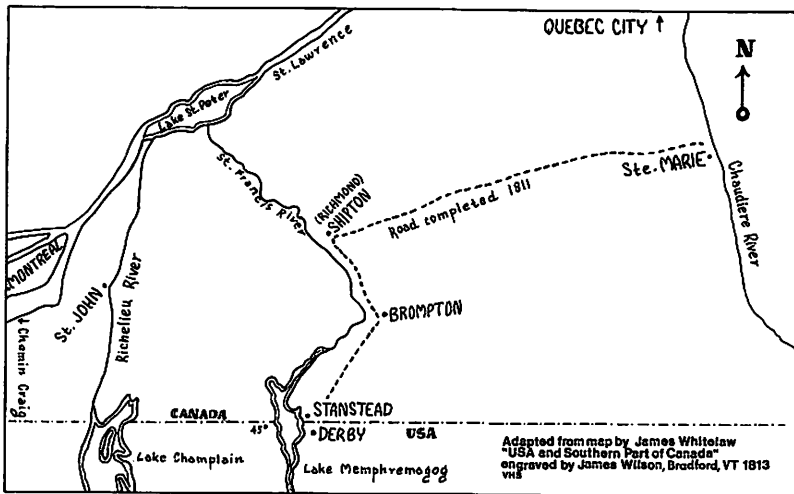 QUEBEC CITY
N
St. Lawrence
Lake St. Peter
St. Francis River
(RICHMOND)
SHIPTON
Road completed 1811
Ste. MARIE
Chaudiere River
MONTREAL
St. JOHN
Richelieu River
BROMPTON
Chemin Craig
CANADA
STANSTEAD
45°
DERBY
USA
Lake Champlain
Lake Memphremagog
Adapted from map by James Whitelaw
"USA and Southern Part of Canada"
engraved by James Wilson, Bradford, VT 1813
VHS